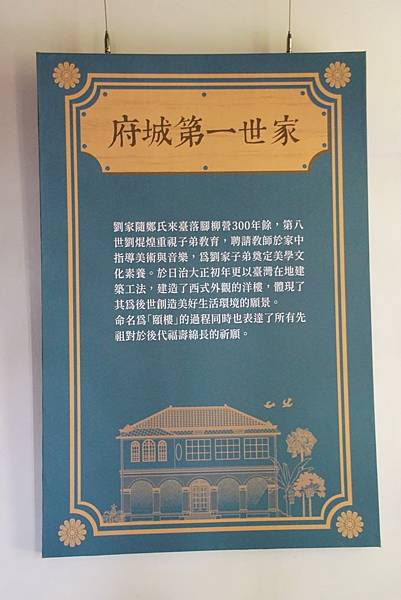 府城第一世家
劉家隨鄭氏來臺落腳柳營300年餘,第八
世劉焜煌重視子弟教育,聘請教師於家中
指導美術與音樂,為劉家子弟奠定美學文
化素養。於日治大正初年更以臺灣在地建
築工法,建造了西式外觀的洋樓,體現了
其為後世創造美好生活環境的願景。
命名為「頤樓」的過程同時也表達了所有先
祖對於後代福壽綿長的祈願。